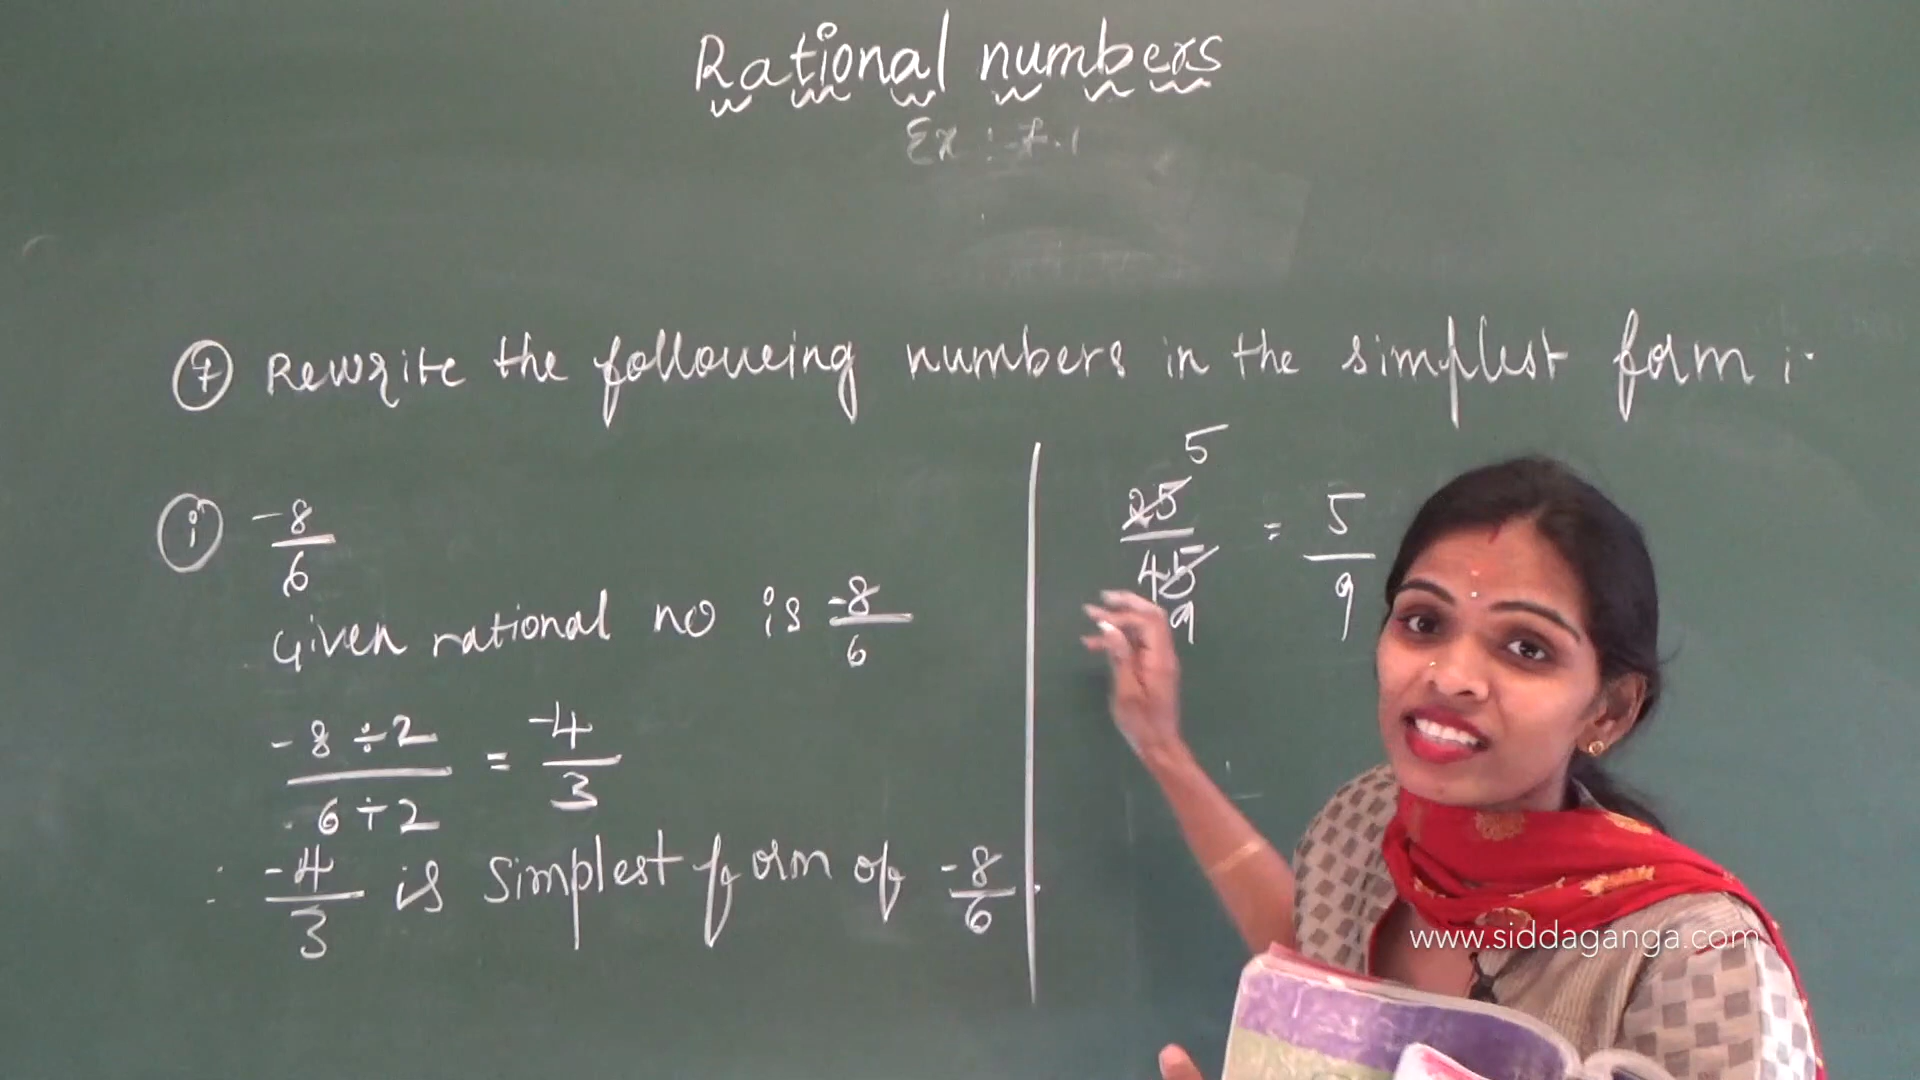 Rational numbers
Ex : 7.1
7 Rewrite the following numbers in the simplest form :-
i -8/6
Given rational no is -8/6
-8 ÷ 2 / 6 ÷ 2 = -4/3
∴ -4/3 is simplest form of -8/6.
5
25/45 = 5/9
9
www.siddaganga.com